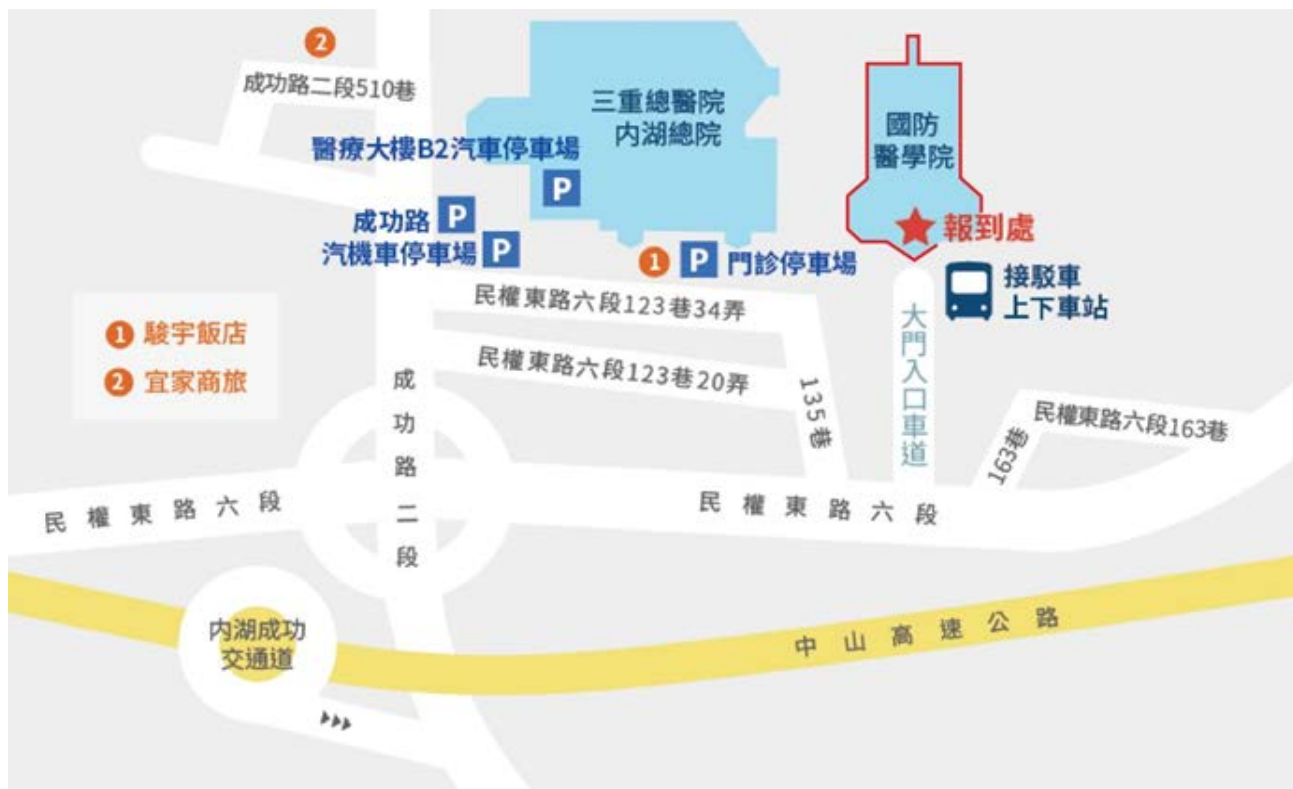 2
成功路二段510巷
三重總醫院
內湖總院
國防
醫學院
醫療大樓B2汽車停車場
P
成功路 P
汽機車停車場 P
報到處
1 P 門診停車場
接駁車
上下車站
民權東路六段123巷34弄
大門入口車道
1 駿宇飯店
2 宜家商旅
民權東路六段123巷20弄
成功路二段
135巷
民權東路六段163巷
163巷
民權東路六段
民權東路六段
內湖成功
交通道
中山高速公路